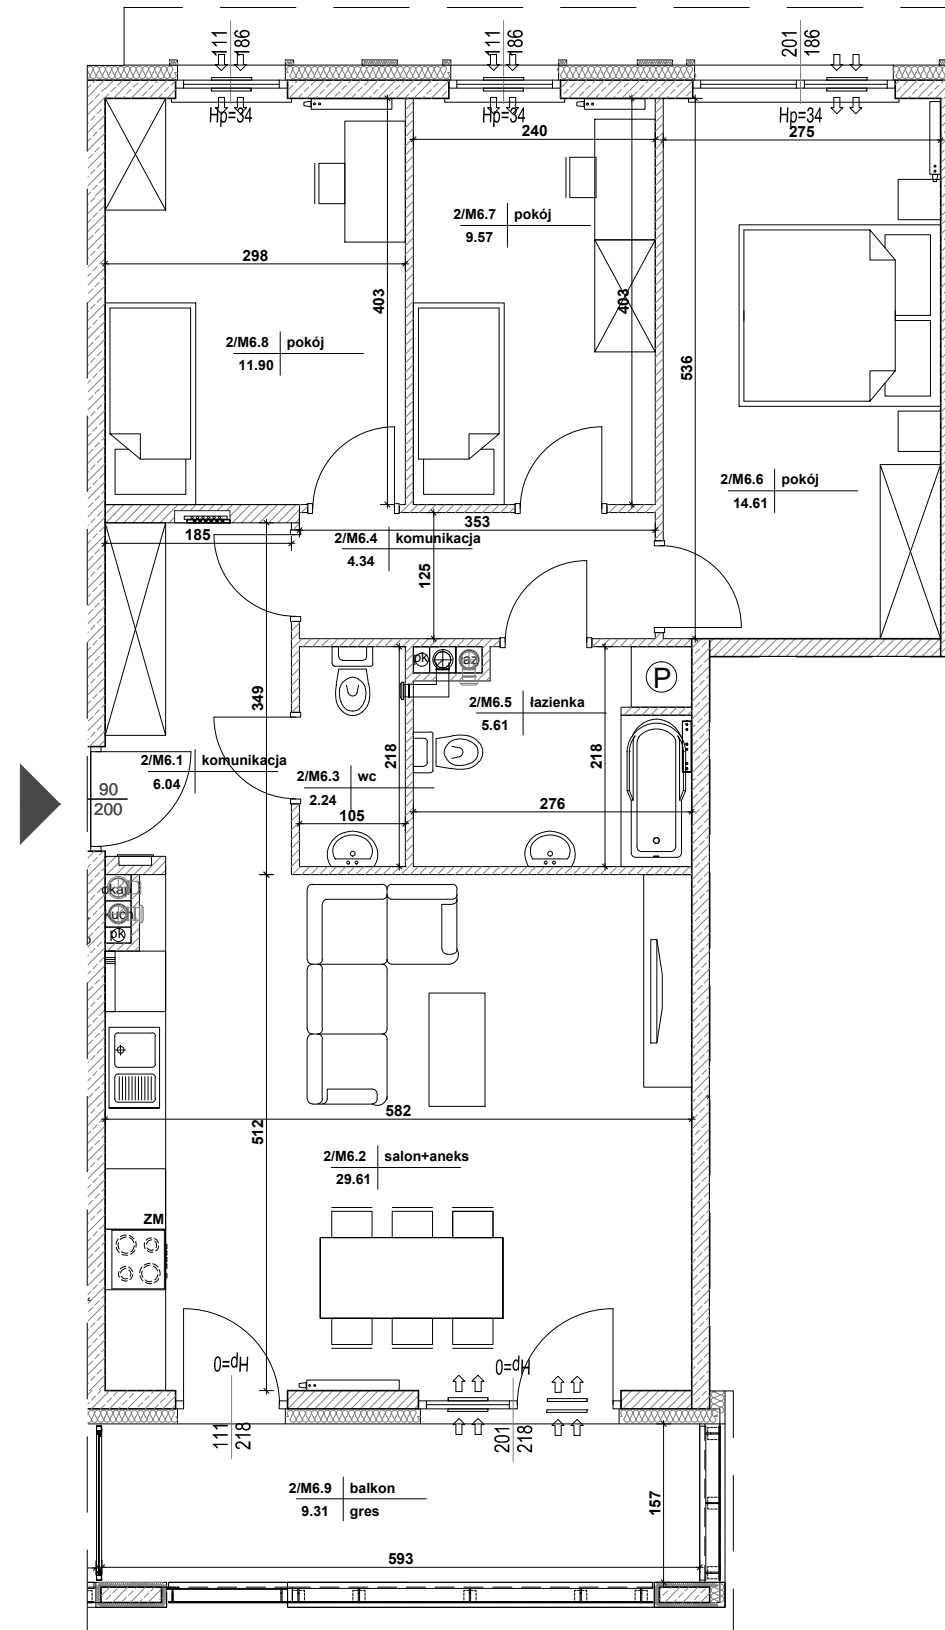 111
186
111
186
201
186
Hp=34
Hp=34
Hp=34
240
275
2/M6.7 pokój
9.57
298
403
403
2/M6.8 pokój
11.90
536
2/M6.6 pokój
14.61
353
185
2/M6.4 komunikacja
4.34
125
pk
az
P
349
2/M6.5 łazienka
5.61
218
218
2/M6.1 komunikacja
6.04
2/M6.3 wc
2.24
90
200
105
276
okap
kuch
pk
582
512
2/M6.2 salon+aneks
29.61
ZM
Hp=0
Hp=0
111
218
201
218
2/M6.9 balkon
9.31 gres
157
593